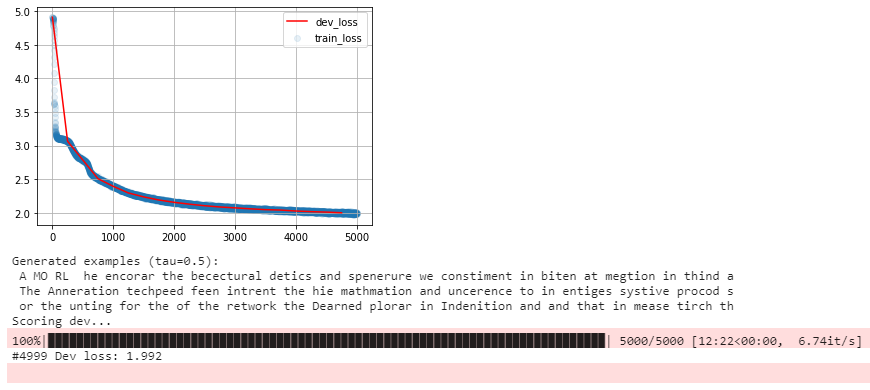 5.0
4.5
4.0
3.5
3.0
2.5
2.0
dev_loss
train_loss
0 1000 2000 3000 4000 5000
Generated examples (tau=0.5):
A MO RL  he encorar the becectural detics and spenerure we constiment in biten at megtion in thind a
The Anneration techpeed feen intrent the hie mathmation and uncerence to in entiges systive procod s
or the unting for the of the retwork the Dearned plorar in Indenition and and that in mease tirch th
Scoring dev...
100%| | 5000/5000 [12:22<00:00,  6.74it/s]
#4999 Dev loss: 1.992